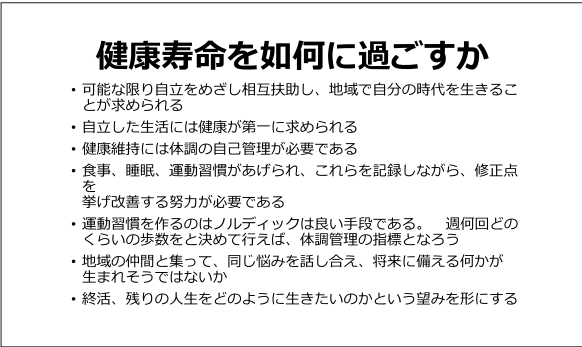 健康寿命を如何に過ごすか
• 可能な限り自立をめざし相互扶助し、地域で自分の時代を生きるこ
とが求められる
• 自立した生活には健康が第一に求められる
• 健康維持には体調の自己管理が必要である
• 食事、睡眠、運動習慣があげられ、これらを記録しながら、修正点
を
挙げ改善する努力が必要である
• 運動習慣を作るのはノルディックは良い手段である。　週何回どの
くらいの歩数をと決めて行えば、体調管理の指標となろう
• 地域の仲間と集って、同じ悩みを話し合え、将来に備える何かが
生まれそうではないか
• 終活、残りの人生をどのように生きたいのかという望みを形にする